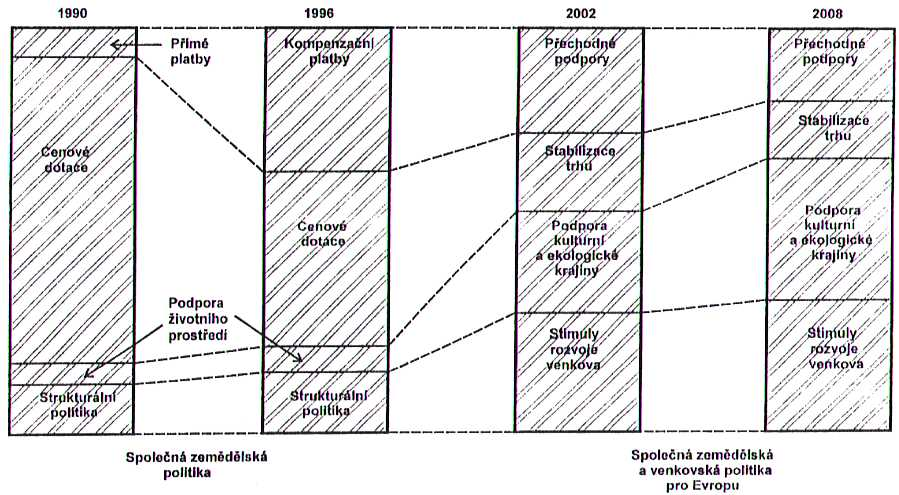 1990
1996
2002
2008
Přímé
platby
Kompenzační
platby
Přechodné
podpory
Přechodné
podpory
Cenové
dotace
Cenové
dotace
Stabilizace
trhu
Stabilizace
trhu
Podpora
kulturní
a ekologické
krajiny
Podpora
kulturní
a ekologické
krajiny
Podpora
životního
prostředí
Strukturální
politika
Strukturální
politika
Stimuly
rozvoje
venkova
Stimuly
rozvoje
venkova
Společná zemědělská
politika
Společná zemědělská
a venkovská politika
pro Evropu